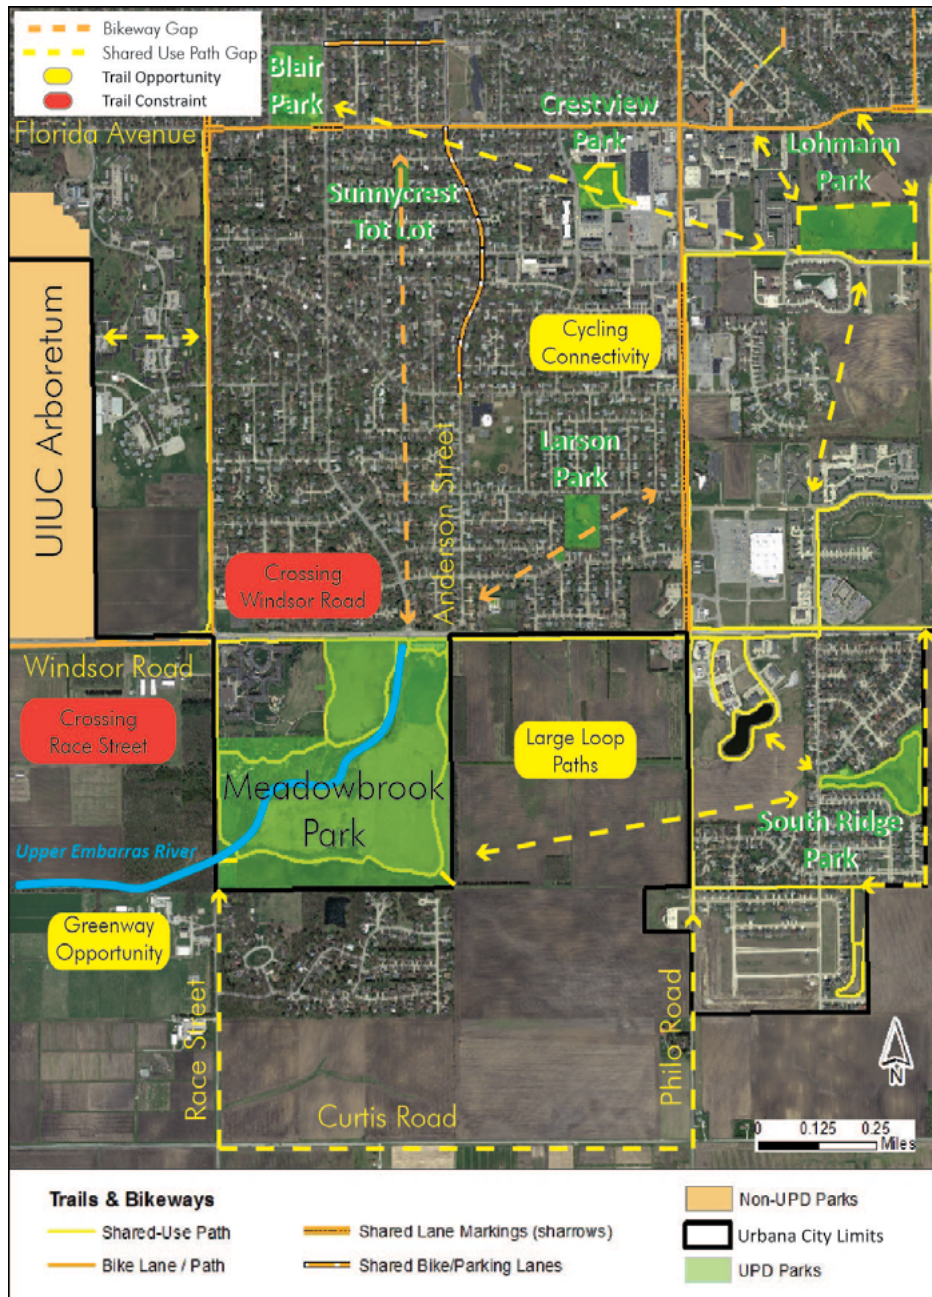 Bikeway Gap
Shared Use Path Gap
Trail Opportunity
Trail Constraint
Blair
Park
Florida Avenue
Crestview
Park
Lohmann
Park
Sunnycrest
Tot Lot
UIUC Arboretum
Cycling
Connectivity
Anderson Street
Larson
Park
Crossing
Windsor Road
Windsor Road
Crossing
Race Street
Large Loop
Paths
Meadowbrook
Park
South Ridge
Park
Upper Embarras River
Greenway
Opportunity
Race Street
Philo Road
Curtis Road
N
0 0.125 0.25
Miles
Trails & Bikeways
Shared-Use Path
Bike Lane / Path
Shared Lane Markings (sharrows)
Shared Bike/Parking Lanes
Non-UPD Parks
Urbana City Limits
UPD Parks